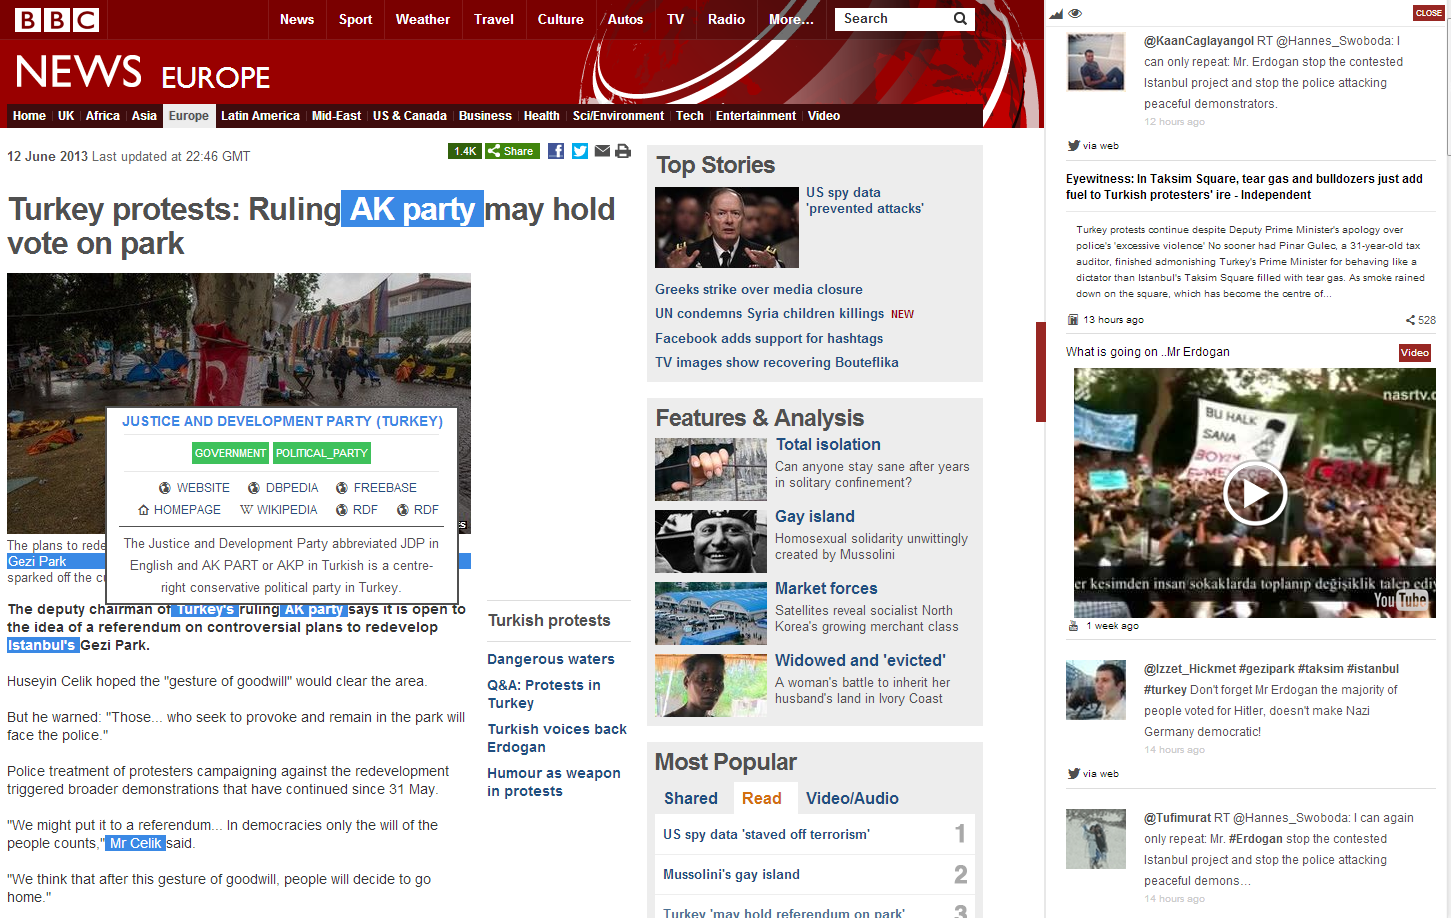 BBC
News
Sport
Weather
Travel
Culture
Autos
TV
Radio
More...
Search
NEWS EUROPE
Home
UK
Africa
Asia
Europe
Latin America
Mid-East
US & Canada
Business
Health
Sci/Environment
Tech
Entertainment
Video
12 June 2013 Last updated at 22:46 GMT
1.4K
Share
Turkey protests: Ruling AK party may hold
vote on park
JUSTICE AND DEVELOPMENT PARTY (TURKEY)
GOVERNMENT POLITICAL_PARTY
WEBSITE DBPEDIA FREEBASE
HOMEPAGE WIKIPEDIA RDF RDF
The Justice and Development Party abbreviated JDP in
English and AK PART or AKP in Turkish is a centre-
right conservative political party in Turkey.
The plans to rede
Gezi Park
sparked off the cu
The deputy chairman of Turkey's ruling AK party says it is open to
the idea of a referendum on controversial plans to redevelop
Istanbul's Gezi Park.
Huseyin Celik hoped the "gesture of goodwill" would clear the area.
But he warned: "Those... who seek to provoke and remain in the park will
face the police."
Police treatment of protesters campaigning against the redevelopment
triggered broader demonstrations that have continued since 31 May.
"We might put it to a referendum... In democracies only the will of the
people counts," Mr Celik said.
"We think that after this gesture of goodwill, people will decide to go
home."
Turkish protests
Dangerous waters
Q&A: Protests in
Turkey
Turkish voices back
Erdogan
Humour as weapon
in protests
Top Stories
US spy data
'prevented attacks'
Greeks strike over media closure
UN condemns Syria children killings NEW
Facebook adds support for hashtags
TV images show recovering Bouteflika
Features & Analysis
Total isolation
Can anyone stay sane after years
in solitary confinement?
Gay island
Homosexual solidarity unwittingly
created by Mussolini
Market forces
Satellites reveal socialist North
Korea's growing merchant class
Widowed and 'evicted'
A woman's battle to inherit her
husband's land in Ivory Coast
Most Popular
Shared
Read
Video/Audio
US spy data 'staved off terrorism' 1
Mussolini's gay island 2
Turkey 'may hold referendum on park' 3
CLOSE
@KaanCaglayangol RT @Hannes_Swoboda: I
can only repeat: Mr. Erdogan stop the contested
Istanbul project and stop the police attacking
peaceful demonstrators.
12 hours ago
via web
Eyewitness: In Taksim Square, tear gas and bulldozers just add
fuel to Turkish protesters' ire - Independent
Turkey protests continue despite Deputy Prime Minister's apology over
police's 'excessive violence' No sooner had Pinar Gulec, a 31-year-old tax
auditor, finished admonishing Turkey's Prime Minister for behaving like a
dictator than Istanbul's Taksim Square filled with tear gas. As smoke rained
down on the square, which has become the centre of...
13 hours ago
528
What is going on ..Mr Erdogan
Video
nasrtv.c
BU HALK
SANA
BOYUN
EĞMEZ
er kesimden insan sokaklarda toplanıp değişiklik talep ediy
YouTube
1 week ago
@Izzet_Hickmet #gezipark #taksim #istanbul
#turkey Don't forget Mr Erdogan the majority of
people voted for Hitler, doesn't make Nazi
Germany democratic!
14 hours ago
via web
@Tufimurat RT @Hannes_Swoboda: I can again
only repeat: Mr. #Erdogan stop the contested
Istanbul project and stop the police attacking
peaceful demons...
14 hours ago